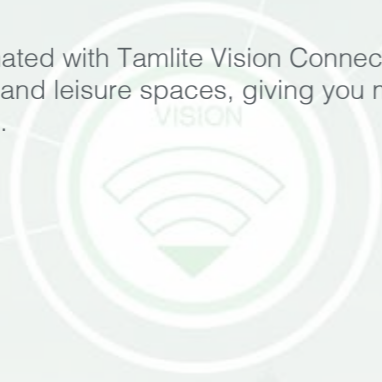 ated with Tamlite Vision Connec
and leisure spaces, giving you
.
VISION